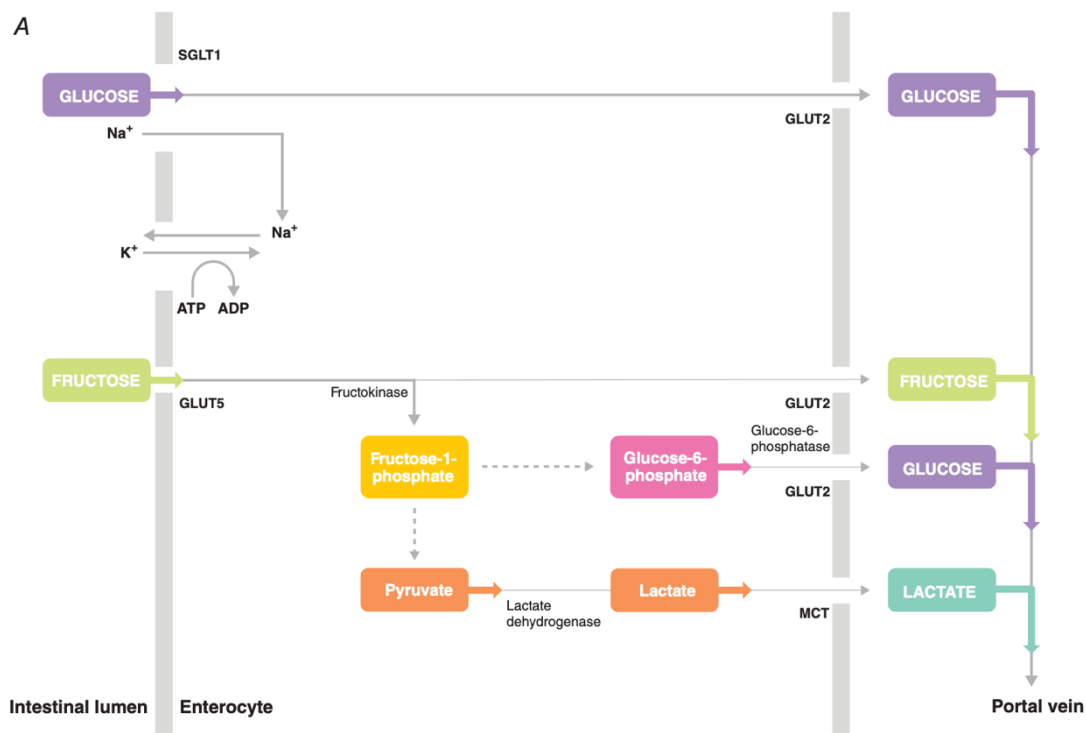 A
SGLT1
GLUCOSE
GLUCOSE
GLUT2
Na⁺
Na⁺
K⁺
ATP ADP
FRUCTOSE
FRUCTOSE
Fructokinase
GLUT5
GLUT2
Glucose-6-
phosphatase
Fructose-1-
phosphate
Glucose-6-
phosphate
GLUCOSE
GLUT2
Pyruvate
Lactate
LACTATE
Lactate
dehydrogenase
MCT
Intestinal lumen
Enterocyte
Portal vein